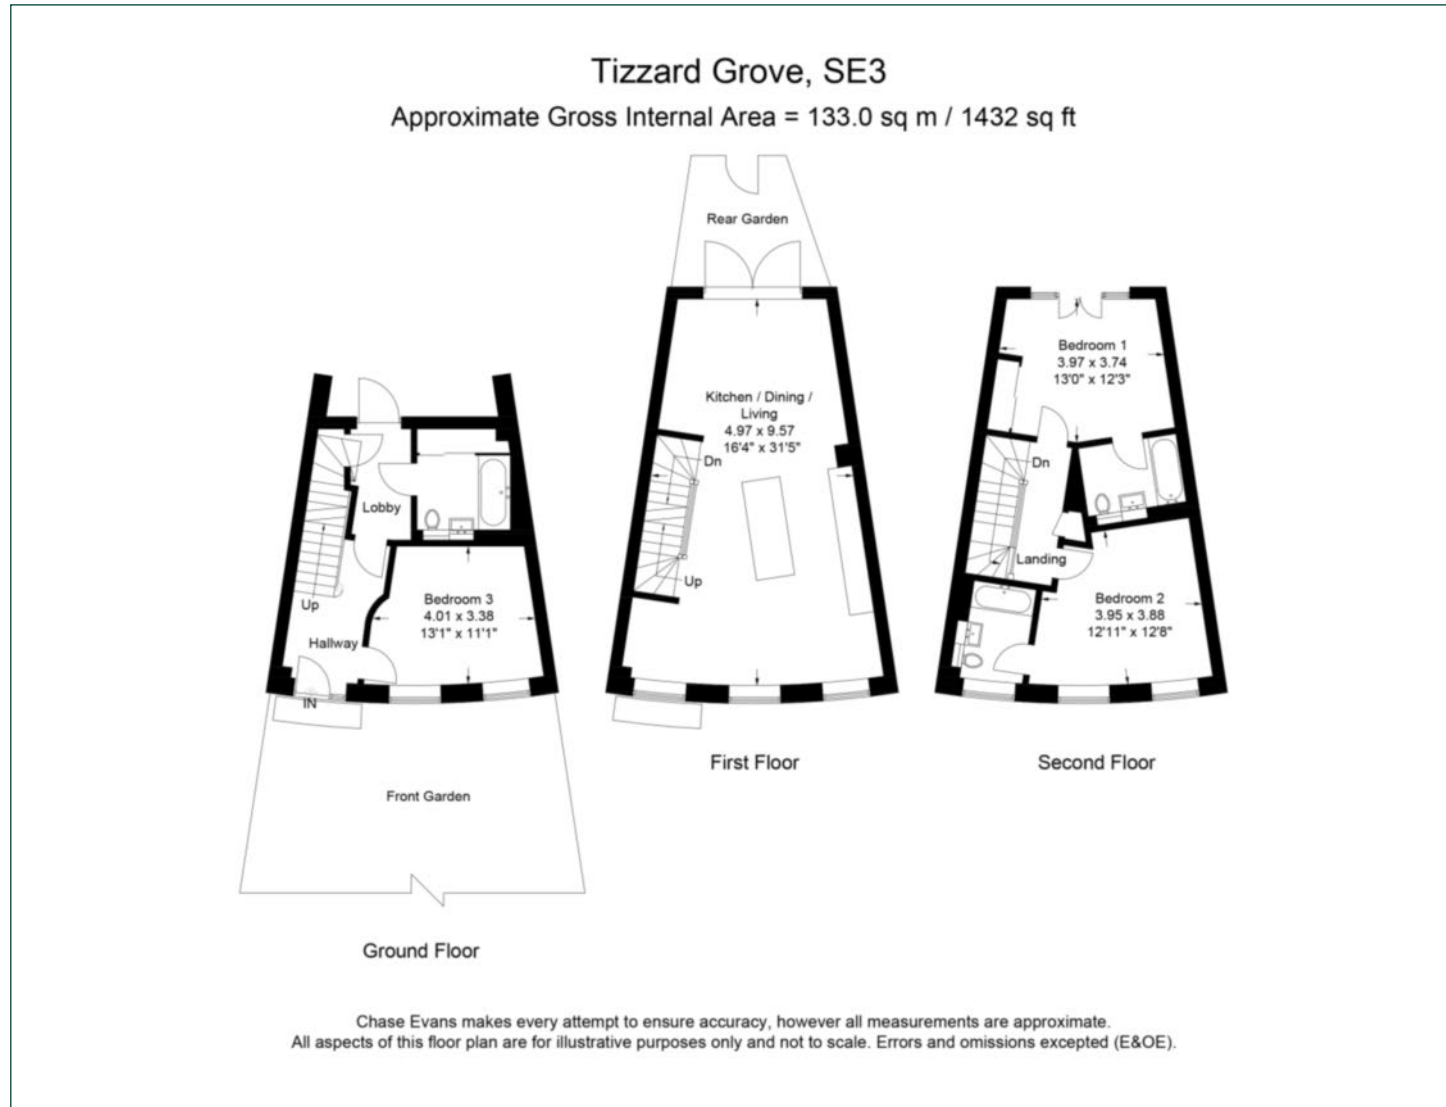 Tizzard Grove, SE3
Approximate Gross Internal Area = 133.0 sq m / 1432 sq ft
Lobby
Up
Hallway
Bedroom 3
4.01 x 3.38
13'1" x 11'1"
IN
Front Garden
Ground Floor
Rear Garden
Kitchen / Dining /
Living
4.97 x 9.57
16'4" x 31'5"
Dn
Up
First Floor
Bedroom 1
3.97 x 3.74
13'0" x 12'3"
Dn
Landing
Bedroom 2
3.95 x 3.88
12'11" x 12'8"
Second Floor
Chase Evans makes every attempt to ensure accuracy, however all measurements are approximate.
All aspects of this floor plan are for illustrative purposes only and not to scale. Errors and omissions excepted (E&OE).